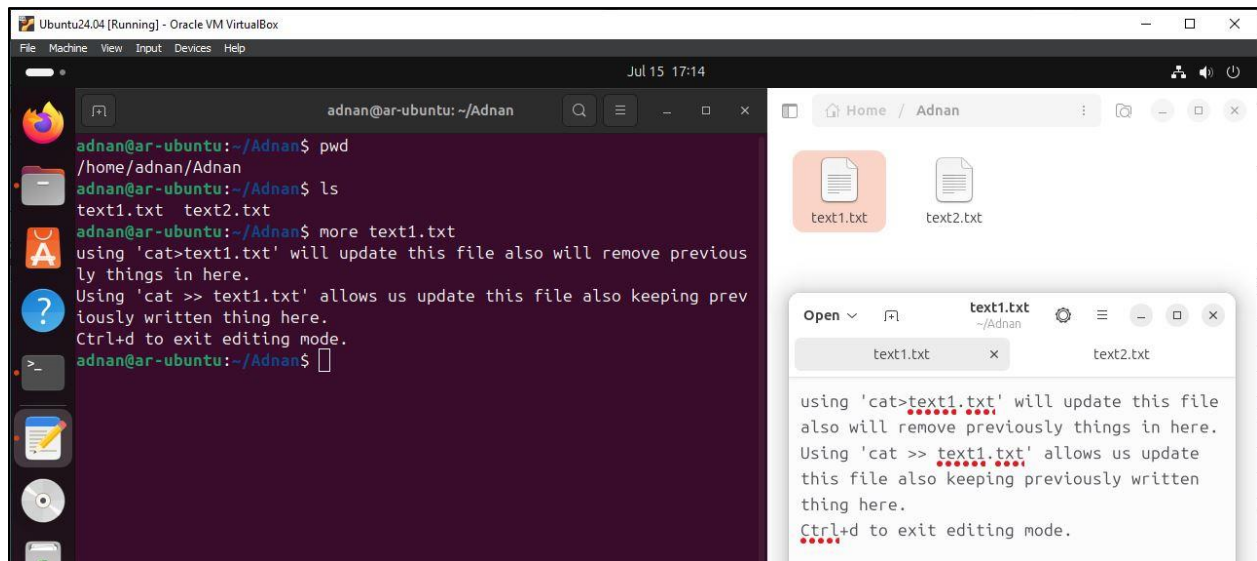 Ubuntu24.04 [Running] - Oracle VM VirtualBox
File Machine View Input Devices Help
Jul 15 17:14
adnan@ar-ubuntu: ~/Adnan
adnan@ar-ubuntu:~/Adnan$ pwd
/home/adnan/Adnan
adnan@ar-ubuntu:~/Adnan$ ls
text1.txt text2.txt
adnan@ar-ubuntu:~/Adnan$ more text1.txt
using 'cat>text1.txt' will update this file also will remove previous
ly things in here.
Using 'cat >> text1.txt' allows us update this file also keeping prev
iously written thing here.
Ctrl+d to exit editing mode.
adnan@ar-ubuntu:~/Adnan$
Home / Adnan
text1.txt text2.txt
Open text1.txt
~/Adnan
text1.txt text2.txt
using 'cat>text1.txt' will update this file
also will remove previously things in here.
Using 'cat >> text1.txt' allows us update
this file also keeping previously written
thing here.
Ctrl+d to exit editing mode.